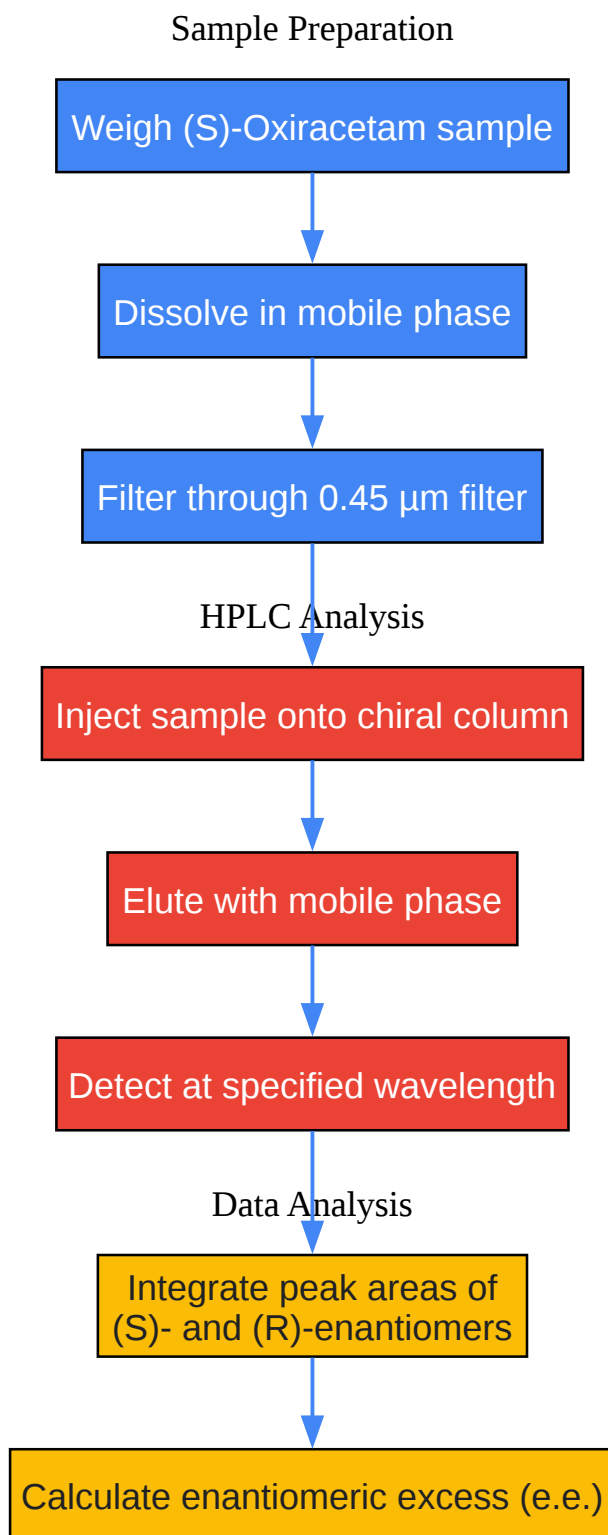 Sample Preparation
Weigh (S)-Oxiracetam sample
Dissolve in mobile phase
Filter through 0.45 µm filter
HPLC Analysis
Inject sample onto chiral column
Elute with mobile phase
Detect at specified wavelength
Data Analysis
Integrate peak areas of
(S)- and (R)-enantiomers
Calculate enantiomeric excess (e.e.)